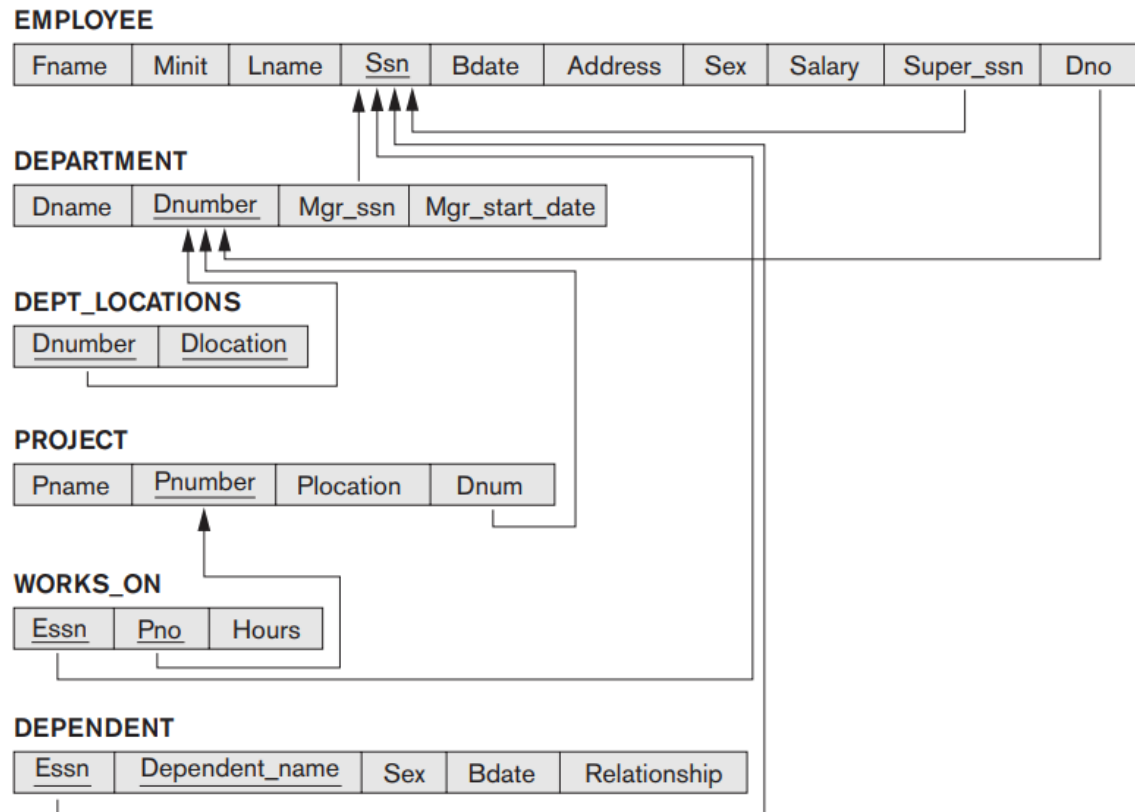 EMPLOYEE
Fname Minit Lname Ssn Bdate Address Sex Salary Super_ssn Dno
DEPARTMENT
Dname Dnumber Mgr_ssn Mgr_start_date
DEPT_LOCATIONS
Dnumber Dlocation
PROJECT
Pname Pnumber Plocation Dnum
WORKS_ON
Essn Pno Hours
DEPENDENT
Essn Dependent_name Sex Bdate Relationship